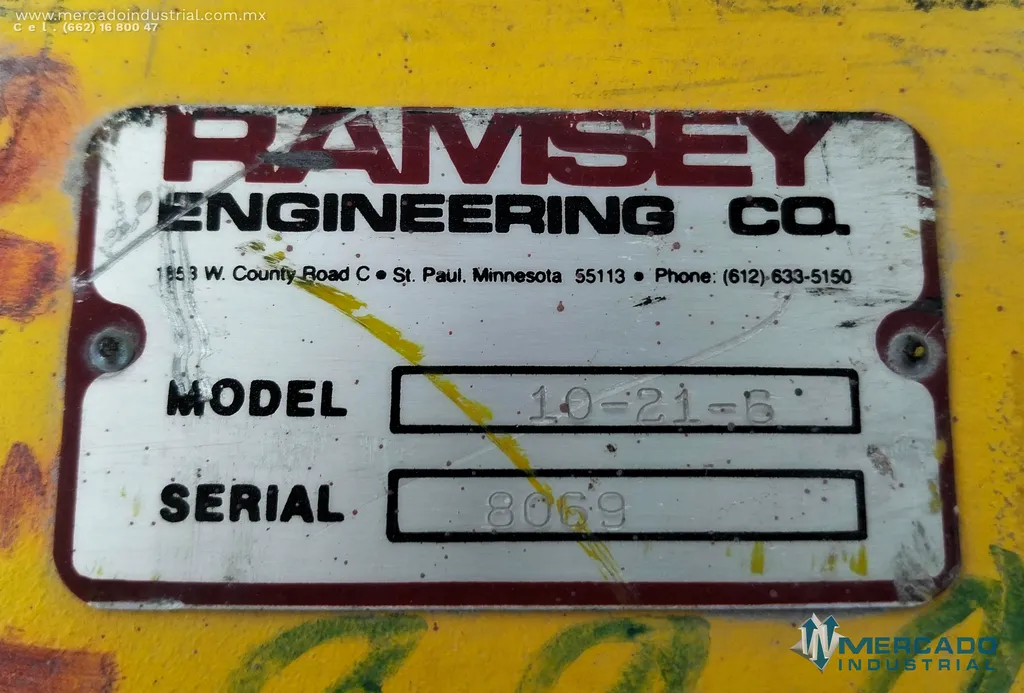 www.mercadoindustrial.com.mx
Cel. (662) 16 800 47
RAMSEY
ENGINEERING CO.
1853 W. County Road C • St. Paul, Minnesota 55113 • Phone: (612) 633-5150
MODEL 10-21-6
SERIAL 8069
MERCADO
INDUSTRIAL